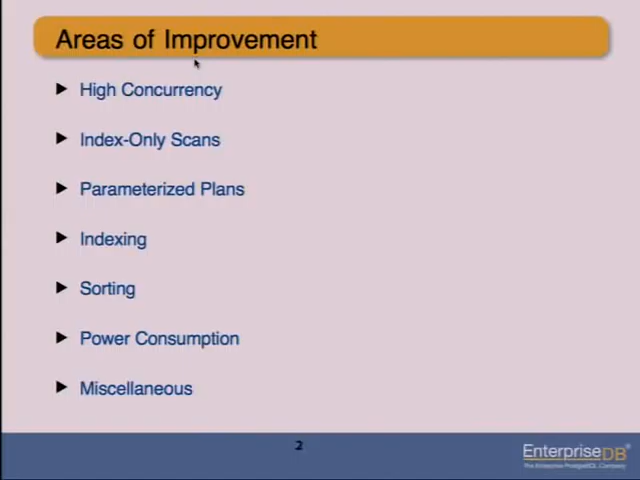 Areas of Improvement
High Concurrency
Index-Only Scans
Parameterized Plans
Indexing
Sorting
Power Consumption
Miscellaneous
2
EnterpriseDB
The Enterprise PostgreSQL Company